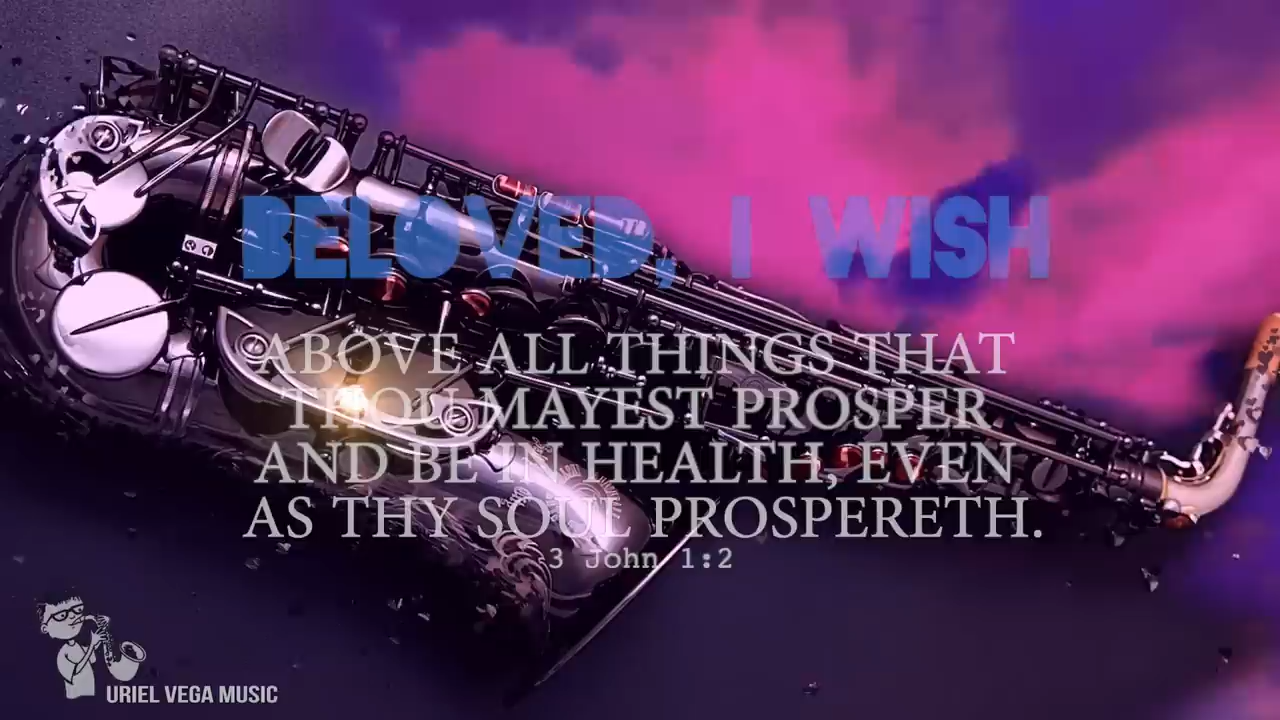 BELOVED, I WISH
ABOVE ALL THINGS THAT
THOU MAYEST PROSPER
AND BE IN HEALTH, EVEN
AS THY SOUL PROSPERETH.
3 John 1:2
URIEL VEGA MUSIC